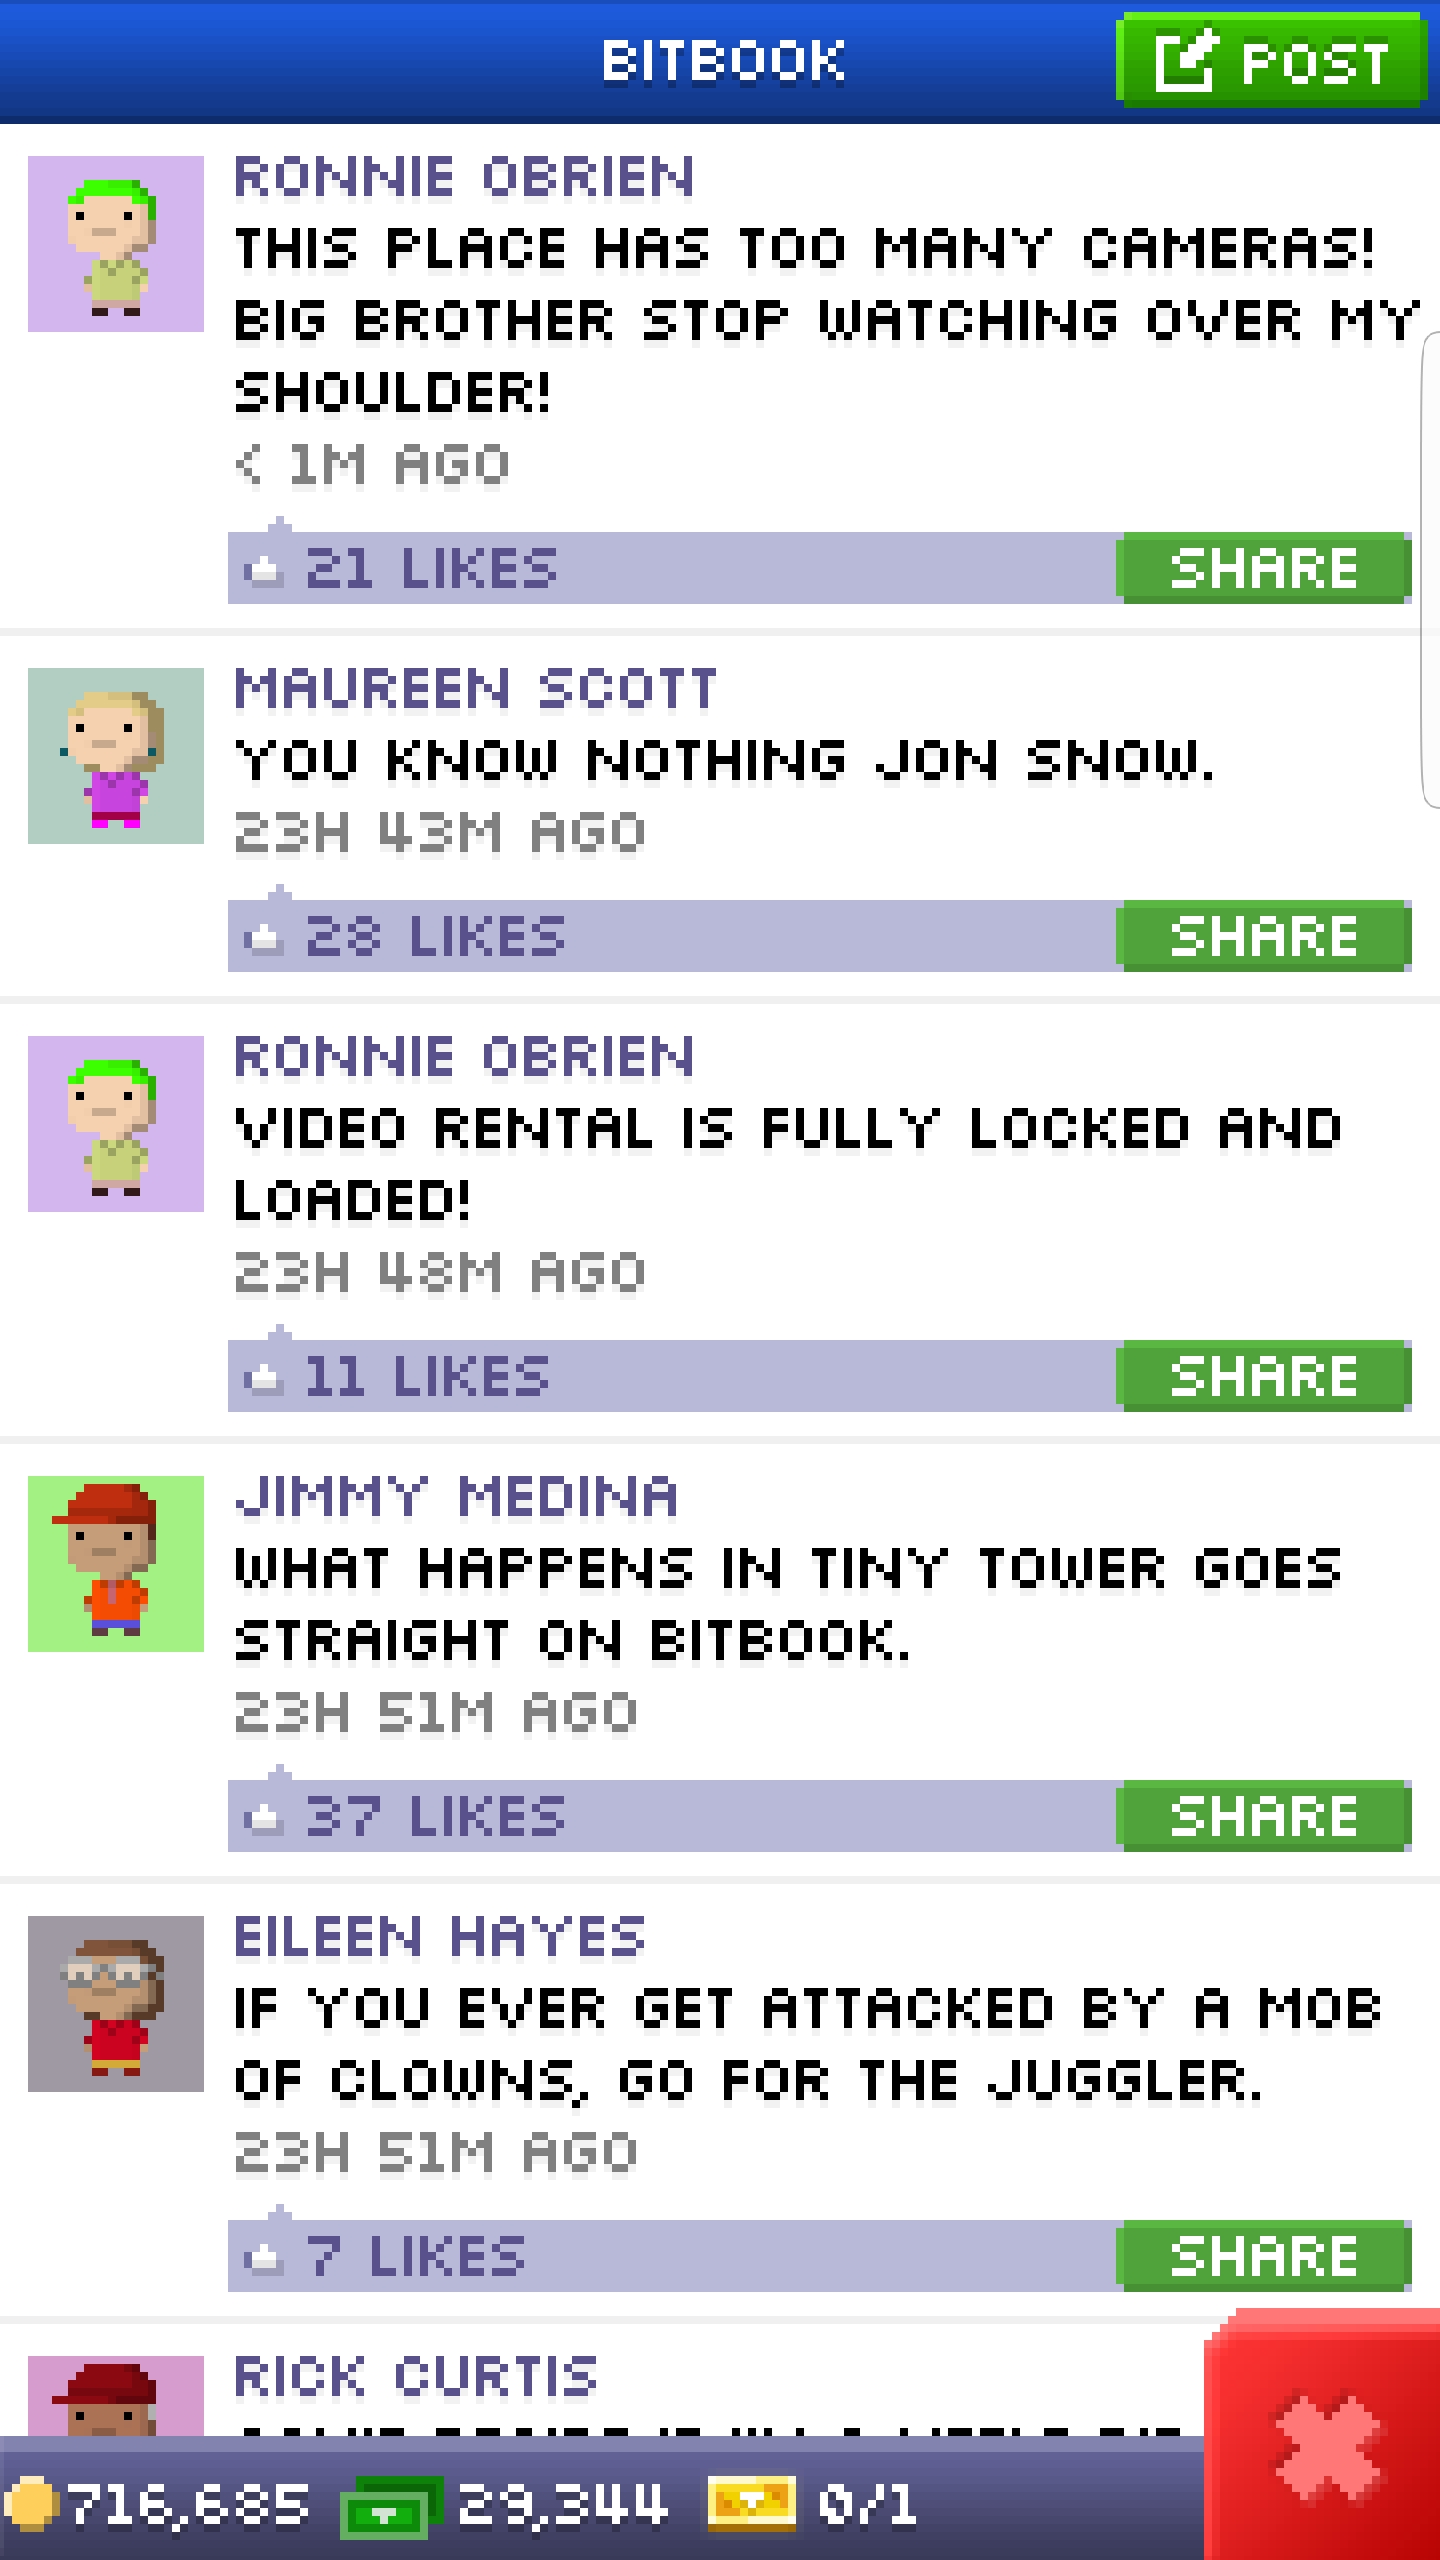 BITBOOK
POST
RONNIE OBRIEN
THIS PLACE HAS TOO MANY CAMERAS!
BIG BROTHER STOP WATCHING OVER MY
SHOULDER!
< 1M AGO
21 LIKES
SHARE
MAUREEN SCOTT
YOU KNOW NOTHING JON SNOW.
23H 43M AGO
28 LIKES
SHARE
RONNIE OBRIEN
VIDEO RENTAL IS FULLY LOCKED AND
LOADED!
23H 48M AGO
11 LIKES
SHARE
JIMMY MEDINA
WHAT HAPPENS IN TINY TOWER GOES
STRAIGHT ON BITBOOK.
23H 51M AGO
37 LIKES
SHARE
EILEEN HAYES
IF YOU EVER GET ATTACKED BY A MOB
OF CLOWNS, GO FOR THE JUGGLER.
23H 51M AGO
7 LIKES
SHARE
RICK CURTIS
716,685
29,344
0/1